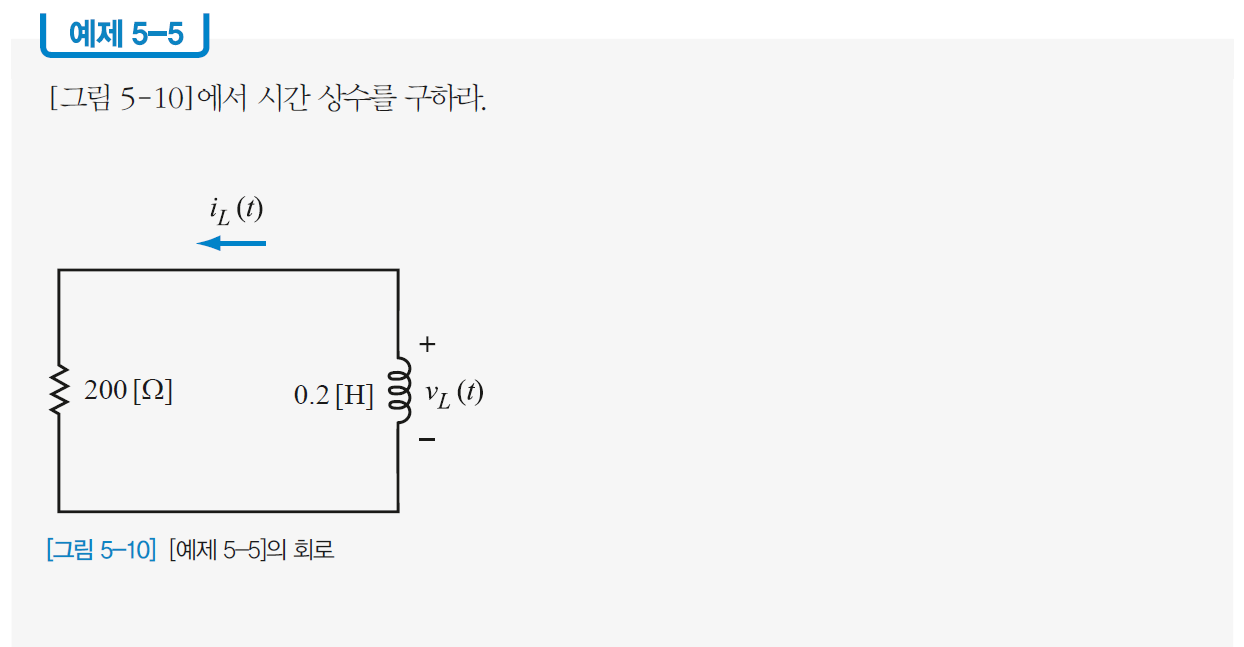 예제 5–5
[그림 5-10]에서 시간 상수를 구하라.
i_L (t)
+
200 [Ω]
0.2 [H]
v_L (t)
−
[그림 5–10] [예제 5–5]의 회로